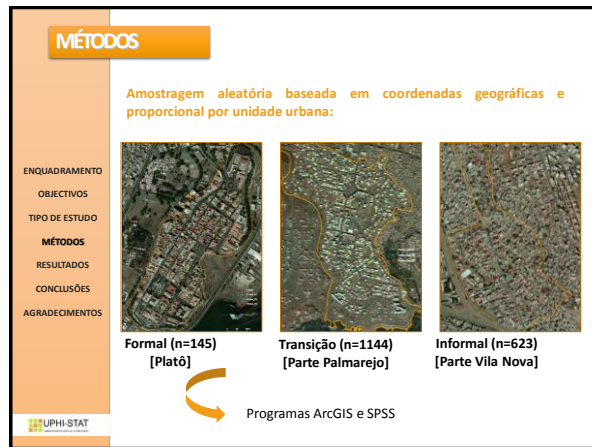 MÉTODOS
Amostragem aleatória baseada em coordenadas geográficas e
proporcional por unidade urbana:
ENQUADRAMENTO
OBJECTIVOS
TIPO DE ESTUDO
MÉTODOS
RESULTADOS
CONCLUSÕES
AGRADECIMENTOS
Formal (n=145)
[Platô]
Transição (n=1144)
[Parte Palmarejo]
Informal (n=623)
[Parte Vila Nova]
Programas ArcGIS e SPSS
UPHI-STAT